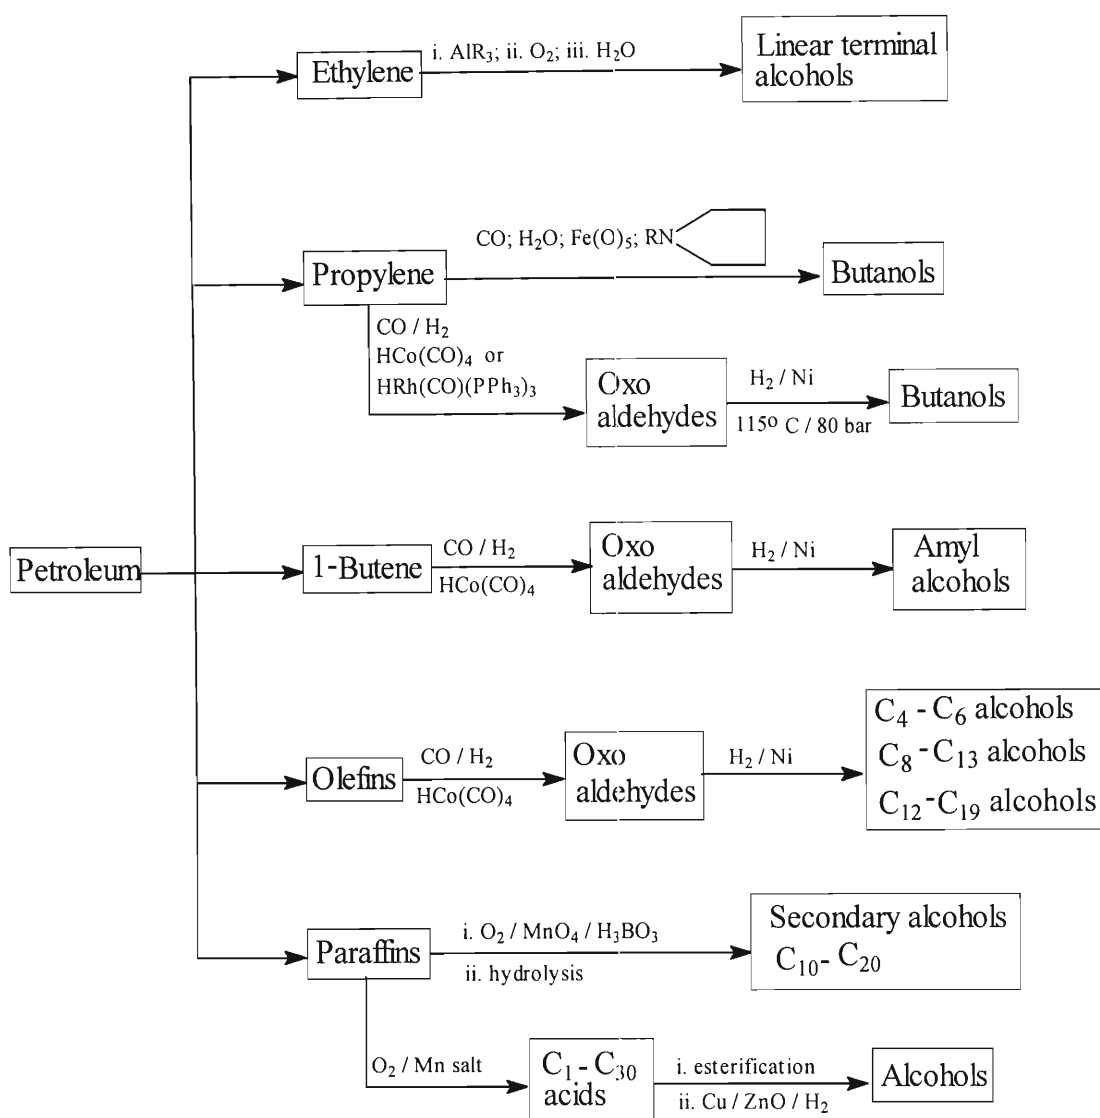 i. AlR₃; ii. O₂; iii. H₂O
Ethylene
Linear terminal
alcohols
CO; H₂O; Fe(O)₅; RN
Propylene
Butanols
CO / H₂
HCo(CO)₄ or
HRh(CO)(PPh₃)₃
Oxo
aldehydes
H₂ / Ni
115º C / 80 bar
Butanols
Petroleum
1-Butene
CO / H₂
HCo(CO)₄
Oxo
aldehydes
H₂ / Ni
Amyl
alcohols
Olefins
CO / H₂
HCo(CO)₄
Oxo
aldehydes
H₂ / Ni
C₄ - C₆ alcohols
C₈ - C₁₃ alcohols
C₁₂ - C₁₉ alcohols
Paraffins
i. O₂ / MnO₄ / H₃BO₃
ii. hydrolysis
Secondary alcohols
C₁₀ - C₂₀
O₂ / Mn salt
C₁ - C₃₀
acids
i. esterification
ii. Cu / ZnO / H₂
Alcohols